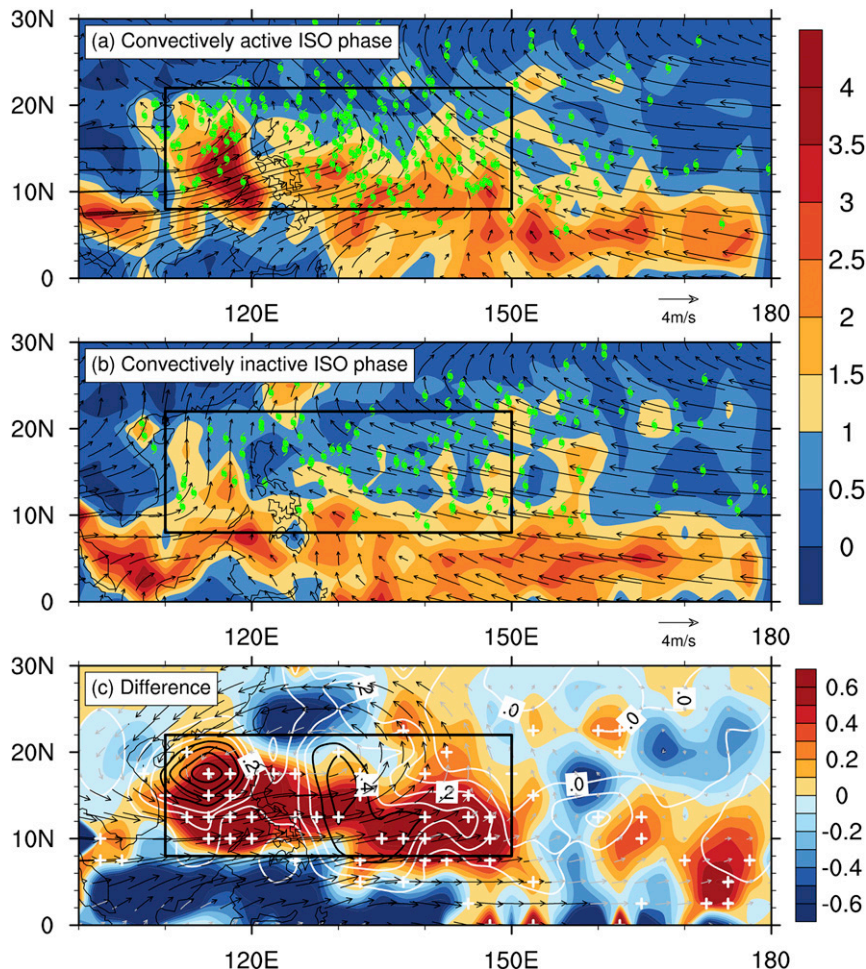 30N
(a) Convectively active ISO phase
20N
10N
0
120E 150E 180
4m/s
30N
(b) Convectively inactive ISO phase
20N
10N
0
120E 150E 180
4m/s
4
3.5
3
2.5
2
1.5
1
0.5
0
30N
(c) Difference
20N
10N
0
120E 150E 180
.2
.0
.0
.0
.2
.4
.2
.0
0.6
0.4
0.2
0
-0.2
-0.4
-0.6